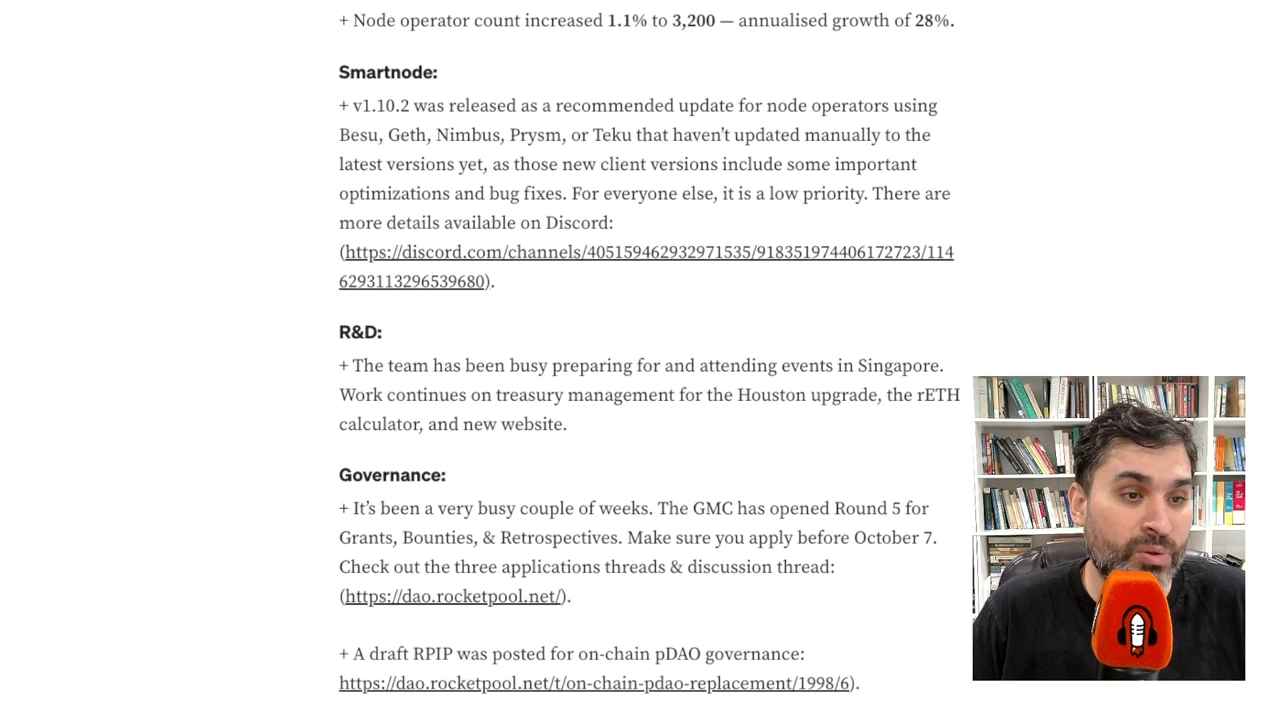 + Node operator count increased 1.1% to 3,200 — annualised growth of 28%.
Smartnode:
+ v1.10.2 was released as a recommended update for node operators using
Besu, Geth, Nimbus, Prysm, or Teku that haven’t updated manually to the
latest versions yet, as those new client versions include some important
optimizations and bug fixes. For everyone else, it is a low priority. There are
more details available on Discord:
(https://discord.com/channels/405159462932971535/918351974406172723/114
6293113296539680).
R&D:
+ The team has been busy preparing for and attending events in Singapore.
Work continues on treasury management for the Houston upgrade, the rETH
calculator, and new website.
Governance:
+ It’s been a very busy couple of weeks. The GMC has opened Round 5 for
Grants, Bounties, & Retrospectives. Make sure you apply before October 7.
Check out the three applications threads & discussion thread:
(https://dao.rocketpool.net/).
+ A draft RPIP was posted for on-chain pDAO governance:
https://dao.rocketpool.net/t/on-chain-pdao-replacement/1998/6).